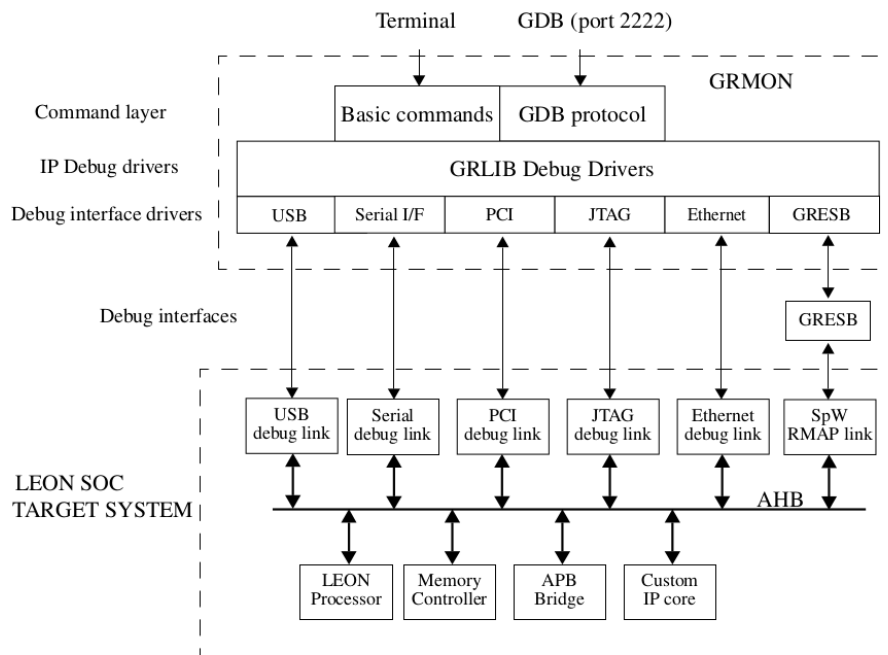 Terminal
GDB (port 2222)
GRMON
Command layer
Basic commands
GDB protocol
IP Debug drivers
GRLIB Debug Drivers
Debug interface drivers
USB
Serial I/F
PCI
JTAG
Ethernet
GRESB
Debug interfaces
GRESB
USB
debug link
Serial
debug link
PCI
debug link
JTAG
debug link
Ethernet
debug link
SpW
RMAP link
LEON SOC
TARGET SYSTEM
AHB
LEON
Processor
Memory
Controller
APB
Bridge
Custom
IP core